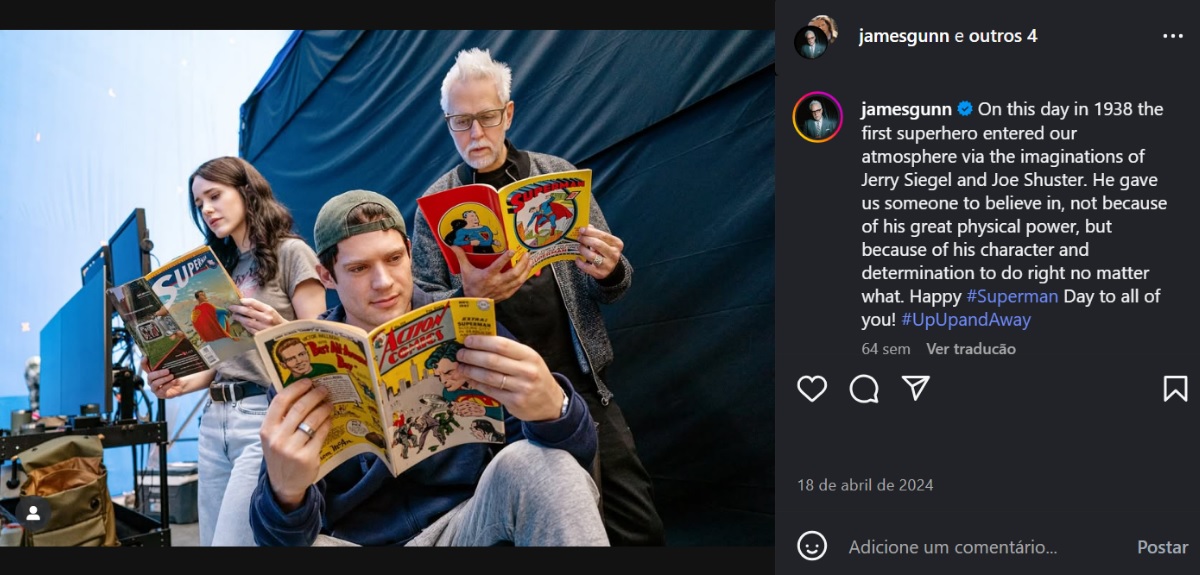 jamesgunn e outros 4
jamesgunn On this day in 1938 the
first superhero entered our
atmosphere via the imaginations of
Jerry Siegel and Joe Shuster. He gave
us someone to believe in, not because
of his great physical power, but
because of his character and
determination to do right no matter
what. Happy #Superman Day to all of
you! #UpUpandAway
64 sem Ver tradução
18 de abril de 2024
Adicione um comentário... Postar
SUPERMAN
ACTION
COMICS